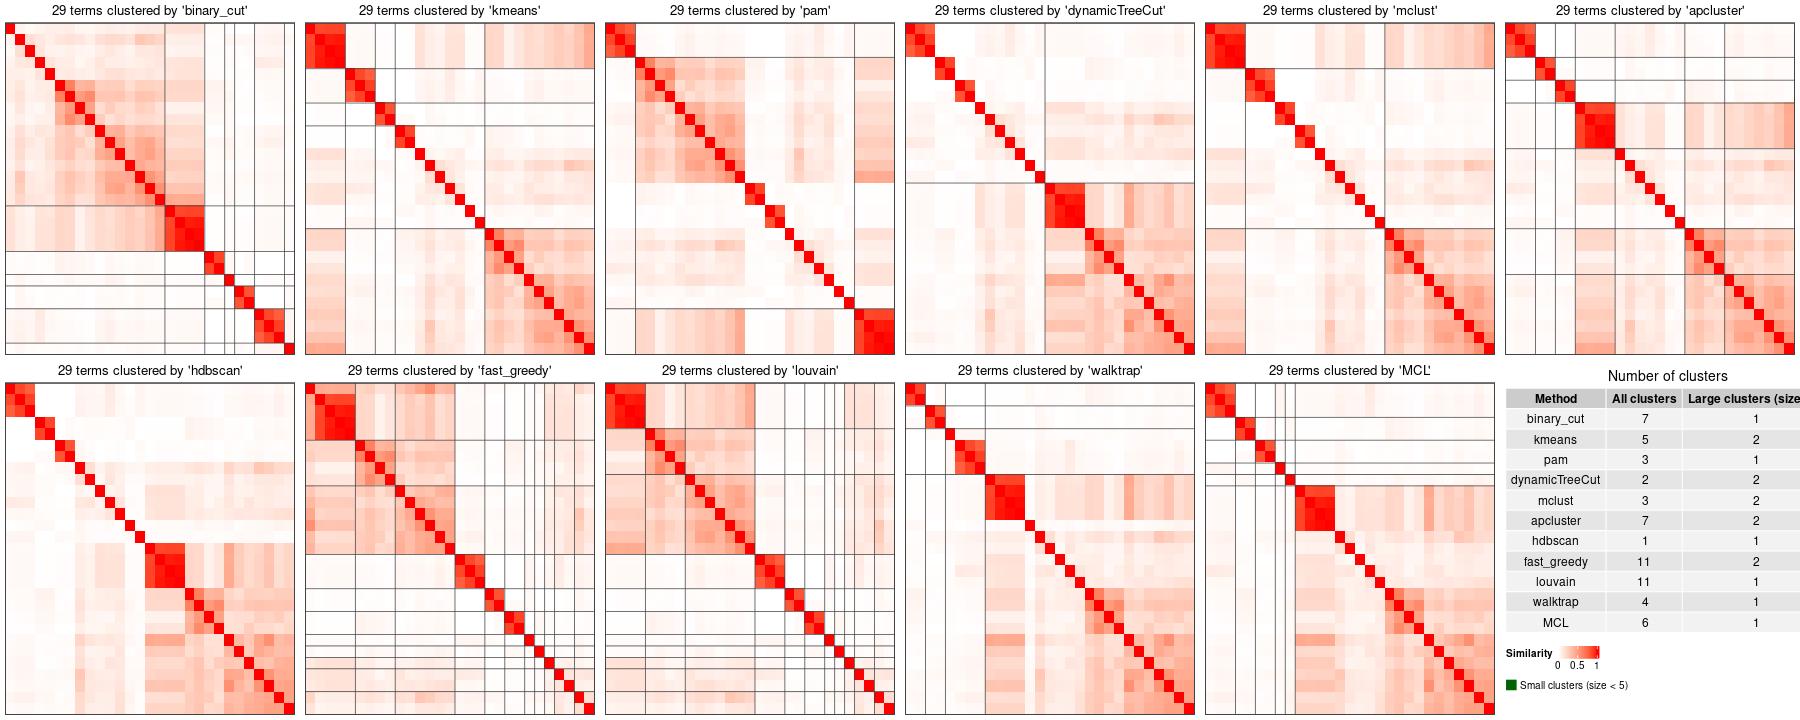 29 terms clustered by 'binary_cut'
29 terms clustered by 'kmeans'
29 terms clustered by 'pam'
29 terms clustered by 'dynamicTreeCut'
29 terms clustered by 'mclust'
29 terms clustered by 'apcluster'
29 terms clustered by 'hdbscan'
29 terms clustered by 'fast_greedy'
29 terms clustered by 'louvain'
29 terms clustered by 'walktrap'
29 terms clustered by 'MCL'
Number of clusters
Method All clusters Large clusters (size
binary_cut 7 1
kmeans 5 2
pam 3 1
dynamicTreeCut 2 2
mclust 3 2
apcluster 7 2
hdbscan 1 1
fast_greedy 11 2
louvain 11 1
walktrap 4 1
MCL 6 1
Similarity
0 0.5 1
Small clusters (size < 5)